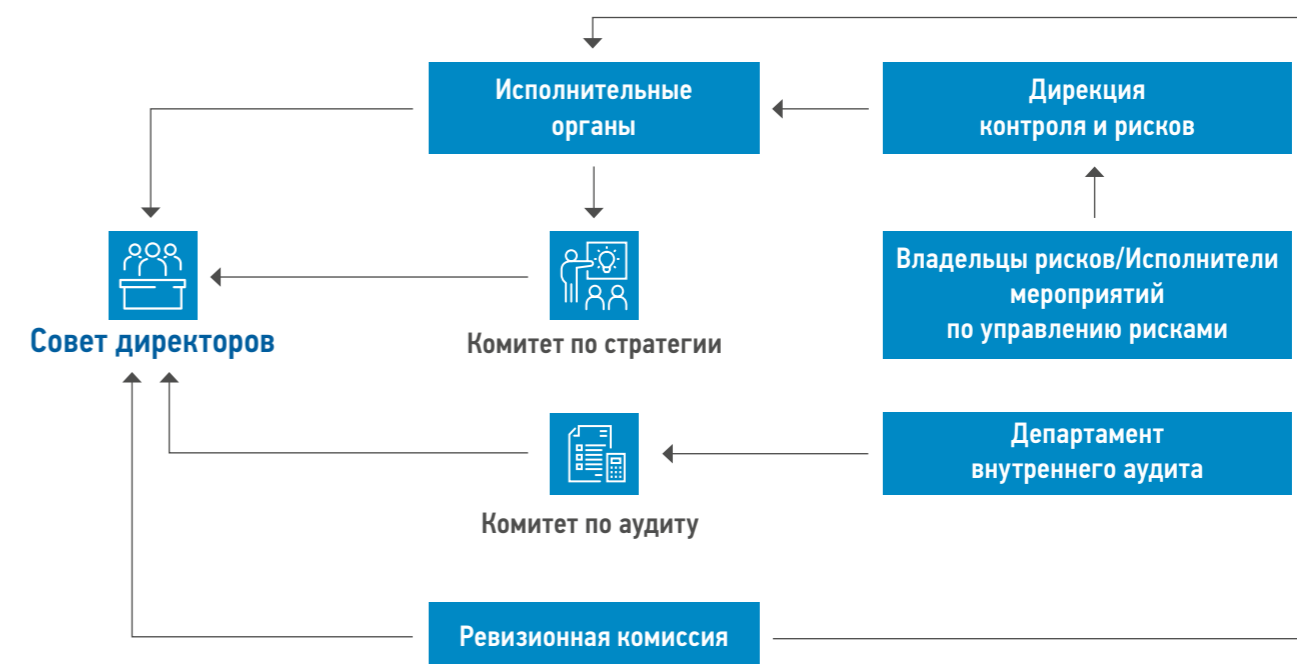 Исполнительные
органы
Дирекция
контроля и рисков
Владельцы рисков/Исполнители
мероприятий
по управлению рисками
Совет директоров
Комитет по стратегии
Департамент
внутреннего аудита
Комитет по аудиту
Ревизионная комиссия